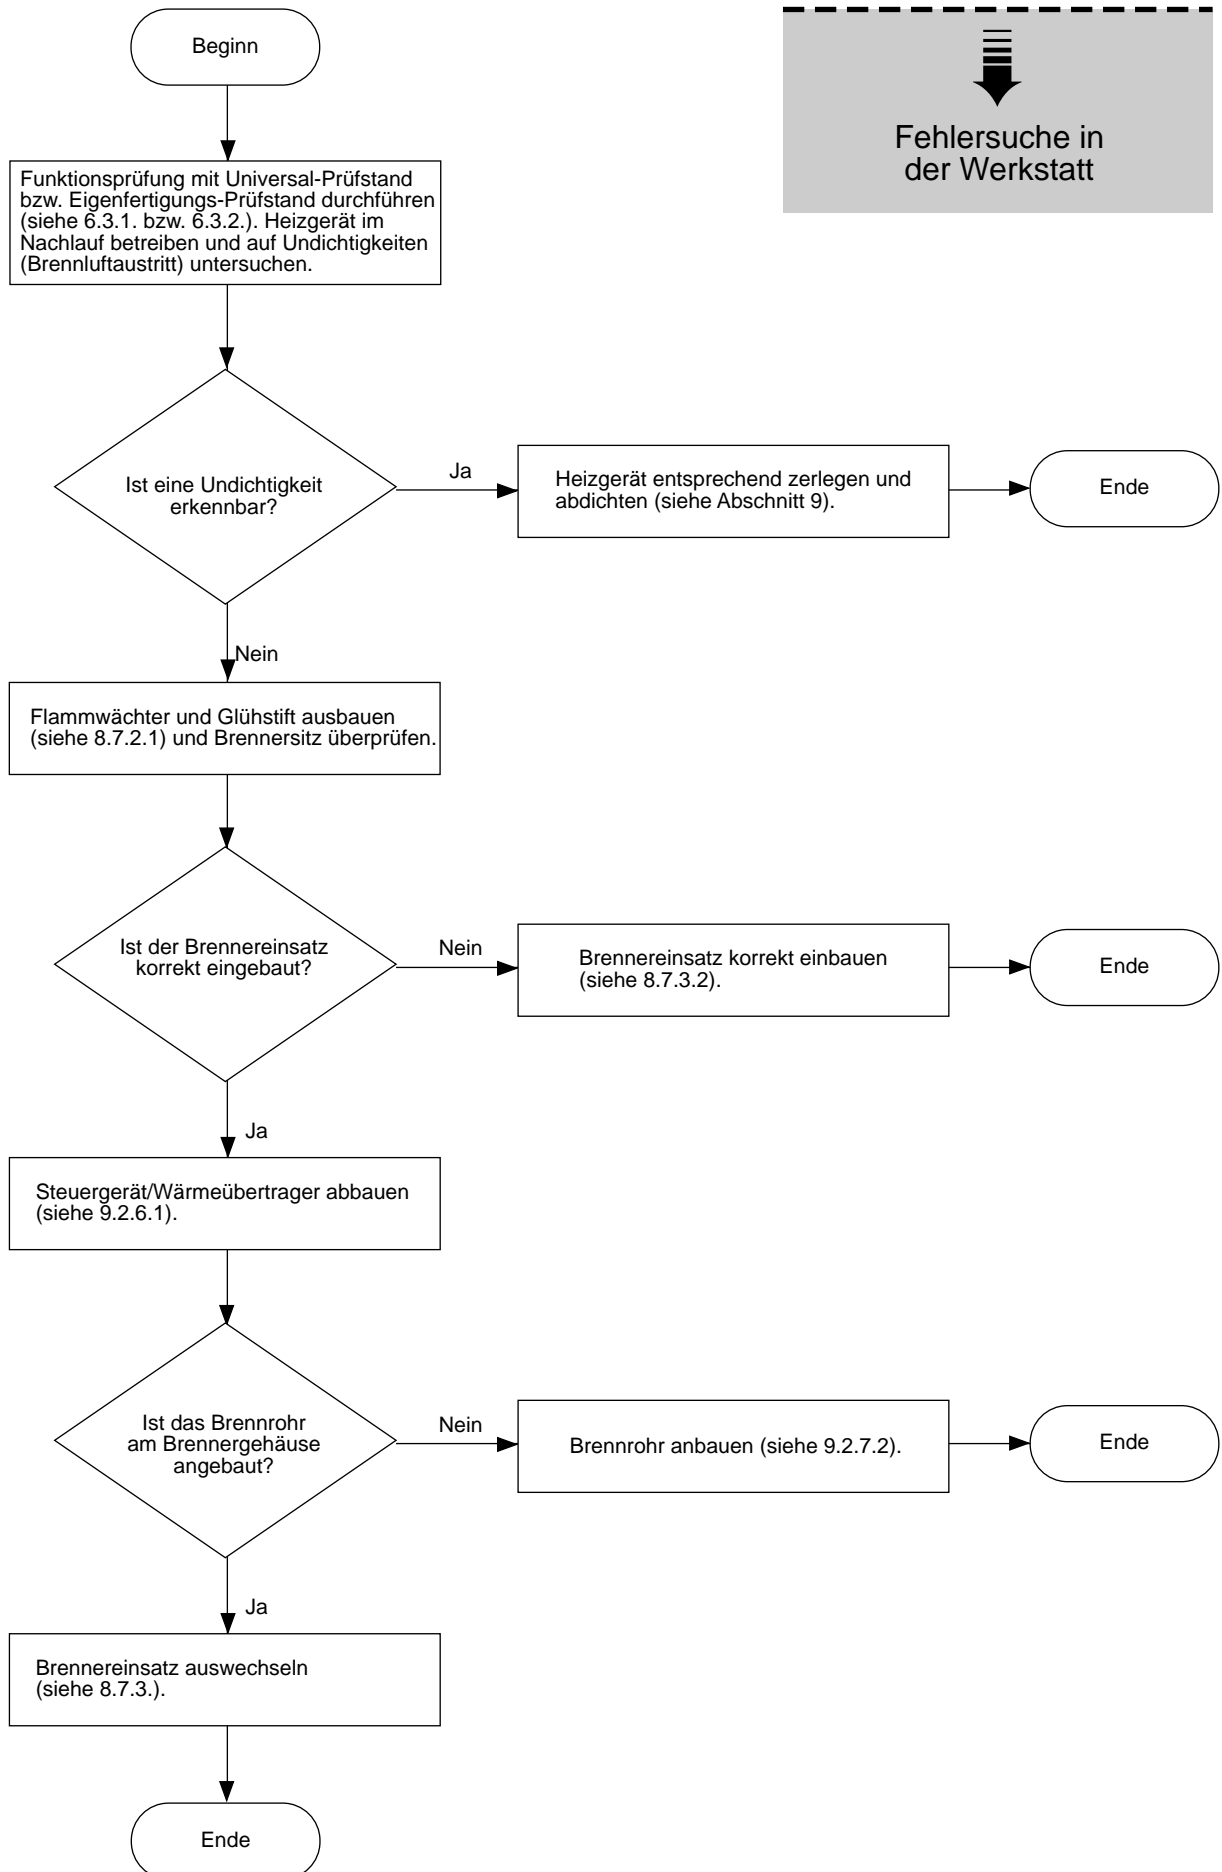 Beginn
Fehlersuche in
der Werkstatt
Funktionsprüfung mit Universal-Prüfstand
bzw. Eigenfertigungs-Prüfstand durchführen
(siehe 6.3.1. bzw. 6.3.2.). Heizgerät im
Nachlauf betreiben und auf Undichtigkeiten
(Brennluftaustritt) untersuchen.
Ist eine Undichtigkeit
erkennbar?
Ja
Heizgerät entsprechend zerlegen und
abdichten (siehe Abschnitt 9).
Ende
Nein
Flammwächter und Glühstift ausbauen
(siehe 8.7.2.1) und Brennersitz überprüfen.
Ist der Brennereinsatz
korrekt eingebaut?
Nein
Brennereinsatz korrekt einbauen
(siehe 8.7.3.2).
Ende
Ja
Steuergerät/Wärmeübertrager abbauen
(siehe 9.2.6.1).
Ist das Brennrohr
am Brennergehäuse
angebaut?
Nein
Brennrohr anbauen (siehe 9.2.7.2).
Ende
Ja
Brennereinsatz auswechseln
(siehe 8.7.3.).
Ende